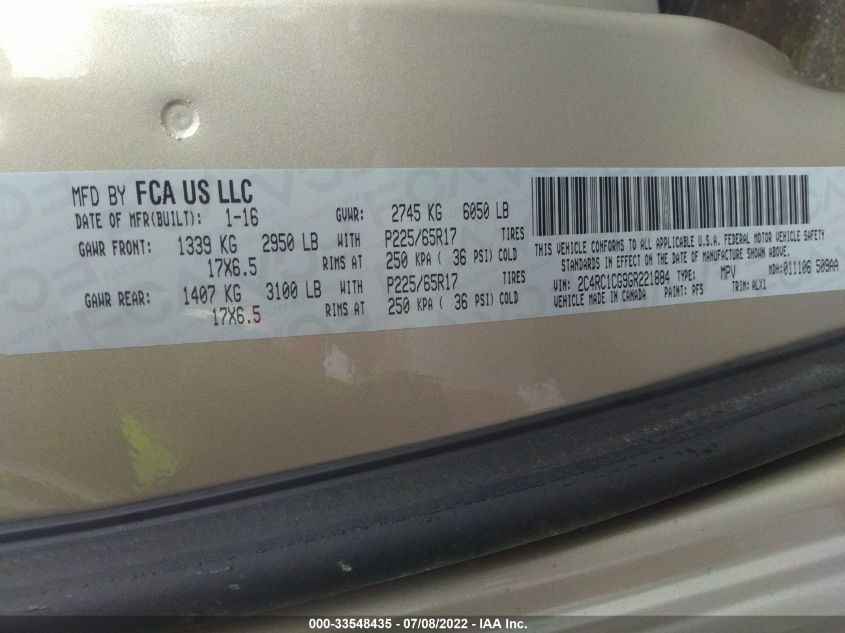 MFD BY FCA US LLC
DATE OF MFR(BUILT): 1-16 GVWR: 2745 KG 6050 LB
GAWR FRONT: 1339 KG 2950 LB WITH P225/65R17 TIRES
17X6.5 RIMS AT 250 KPA ( 36 PSI) COLD
GAWR REAR: 1407 KG 3100 LB WITH P225/65R17 TIRES
17X6.5 RIMS AT 250 KPA ( 36 PSI) COLD
THIS VEHICLE CONFORMS TO ALL APPLICABLE U.S.A. FEDERAL MOTOR VEHICLE SAFETY
STANDARDS IN EFFECT ON THE DATE OF MANUFACTURE SHOWN ABOVE.
VIN: 2C4RC1CG9GR221804 TYPE: MPV MDH: 011106 509AA
VEHICLE MADE IN CANADA PAINT: PFS TRIM: ALX1
000-33548435 - 07/08/2022 - IAA Inc.